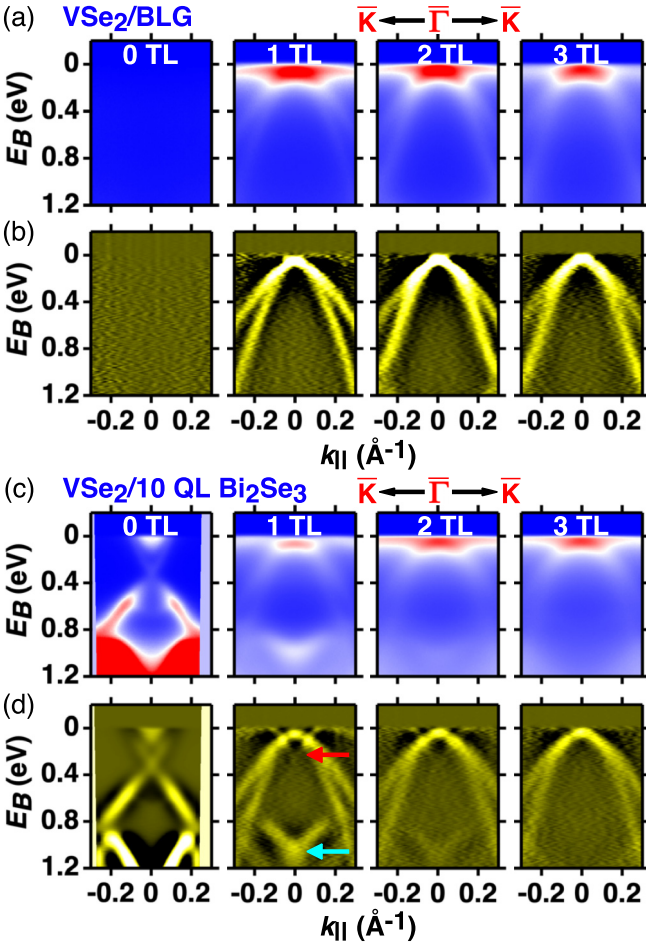 (a) VSe2/BLG K̅ Γ̅ K̅
0 TL 1 TL 2 TL 3 TL
EB (eV)
0
0.4
0.8
1.2
(b)
EB (eV)
0
0.4
0.8
1.2
-0.2 0 0.2 -0.2 0 0.2 -0.2 0 0.2 -0.2 0 0.2
k|| (Å-1)
(c) VSe2/10 QL Bi2Se3 K̅ Γ̅ K̅
0 TL 1 TL 2 TL 3 TL
EB (eV)
0
0.4
0.8
1.2
(d)
EB (eV)
0
0.4
0.8
1.2
-0.2 0 0.2 -0.2 0 0.2 -0.2 0 0.2 -0.2 0 0.2
k|| (Å-1)